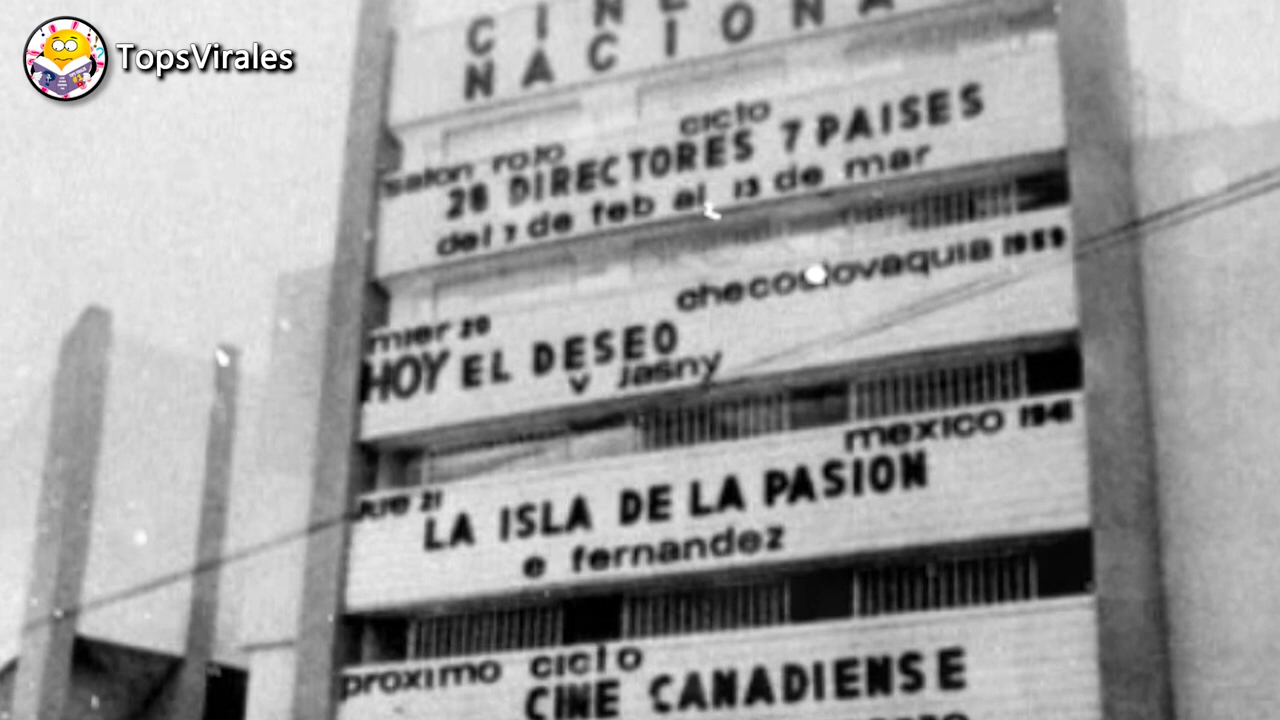 TopsVirales
CINE
NACIONA
salon rojo ciclo
28 DIRECTORES 7 PAISES
del 7 de feb al 13 de mar
mier 20 checoslovaquia 1959
HOY EL DESEO
v jasny
jue 21 mexico 1941
LA ISLA DE LA PASION
e fernandez
proximo ciclo
CINE CANADIENSE